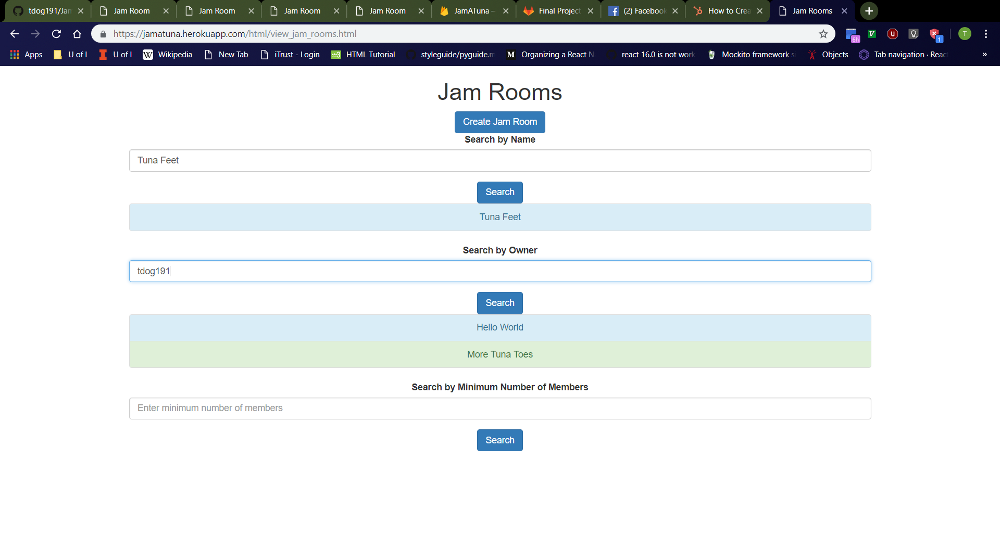 tdog191/Jam
Jam Room
Jam Room
Jam Room
Jam Room
JamATuna –
Final Project
(2) Facebook
How to Crea
Jam Rooms
https://jamatuna.herokuapp.com/html/view_jam_rooms.html
6h
V
U
1
T
Apps
U of I
U of I
W Wikipedia
New Tab
iTrust - Login
w3 HTML Tutorial
styleguide/pyguide.m
M Organizing a React N
react 16.0 is not work
Mockito framework s
Objects
Tab navigation · Reac
»
Jam Rooms
Create Jam Room
Search by Name
Tuna Feet
Search
Tuna Feet
Search by Owner
tdog191
Search
Hello World
More Tuna Toes
Search by Minimum Number of Members
Enter minimum number of members
Search